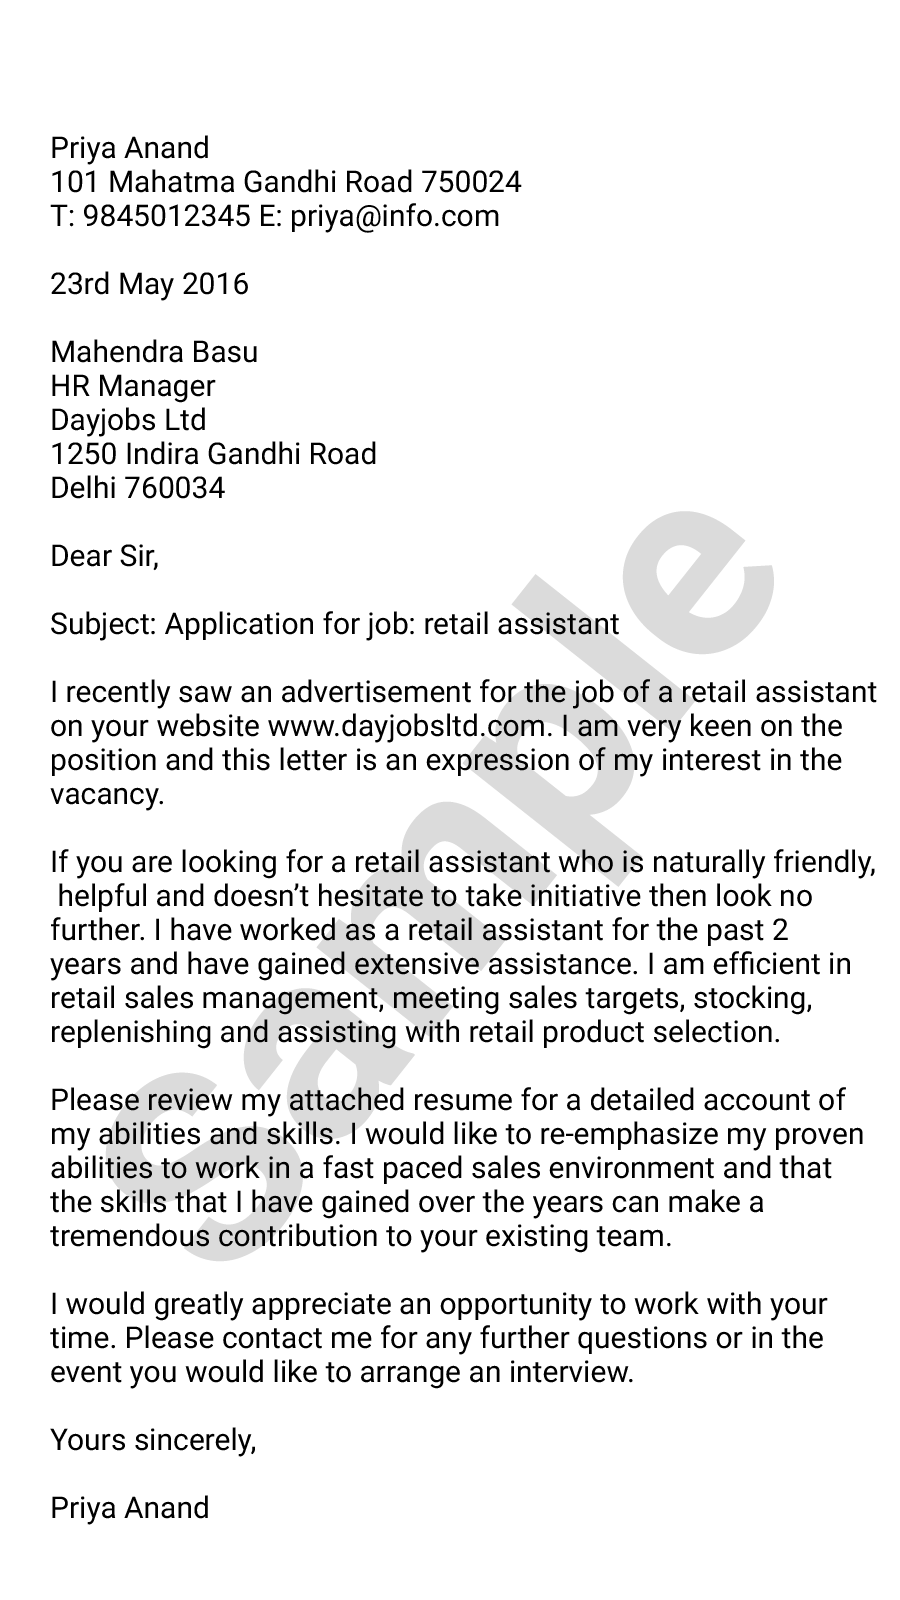 Priya Anand
101 Mahatma Gandhi Road 750024
T: 9845012345 E: priya@info.com
23rd May 2016
Mahendra Basu
HR Manager
Dayjobs Ltd
1250 Indira Gandhi Road
Delhi 760034
Dear Sir,
Subject: Application for job: retail assistant
I recently saw an advertisement for the job of a retail assistant
on your website www.dayjobsltd.com. I am very keen on the
position and this letter is an expression of my interest in the
vacancy.
If you are looking for a retail assistant who is naturally friendly,
helpful and doesn’t hesitate to take initiative then look no
further. I have worked as a retail assistant for the past 2
years and have gained extensive assistance. I am efficient in
retail sales management, meeting sales targets, stocking,
replenishing and assisting with retail product selection.
Please review my attached resume for a detailed account of
my abilities and skills. I would like to re-emphasize my proven
abilities to work in a fast paced sales environment and that
the skills that I have gained over the years can make a
tremendous contribution to your existing team.
I would greatly appreciate an opportunity to work with your
time. Please contact me for any further questions or in the
event you would like to arrange an interview.
Yours sincerely,
Priya Anand
Sample